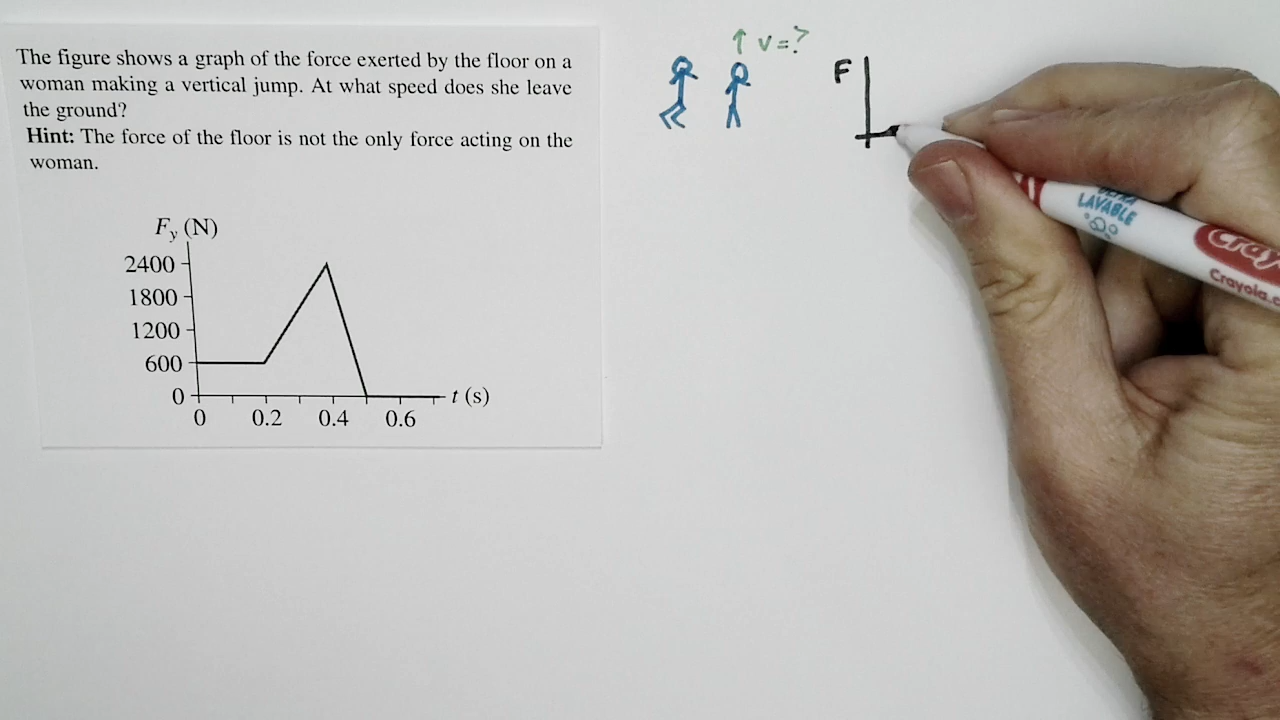 The figure shows a graph of the force exerted by the floor on a
woman making a vertical jump. At what speed does she leave
the ground?
Hint: The force of the floor is not the only force acting on the
woman.
F_y (N)
2400
1800
1200
600
0
0 0.2 0.4 0.6 t (s)
↑ v=?
F
LAVABLE
Crayola.c